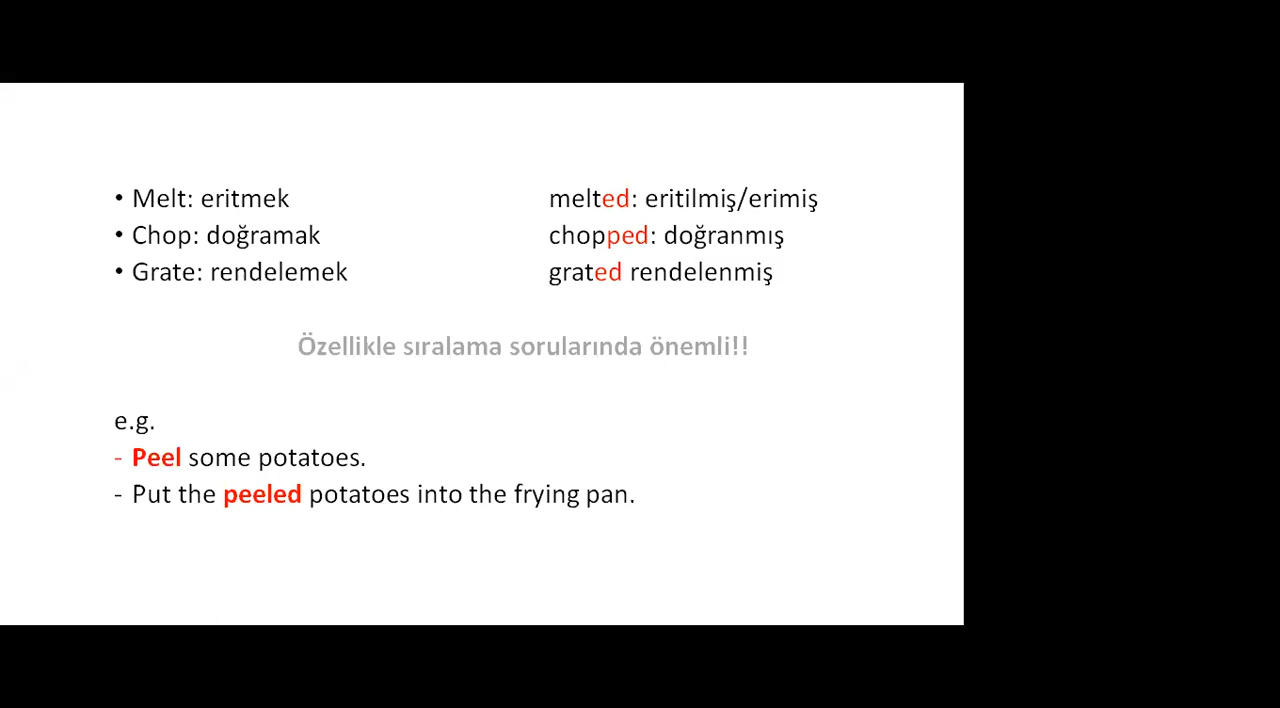 • Melt: eritmek melted: eritilmiş/erimiş
• Chop: doğramak chopped: doğranmış
• Grate: rendelemek grated rendelenmiş
Özellikle sıralama sorularında önemli!!
e.g.
- Peel some potatoes.
- Put the peeled potatoes into the frying pan.